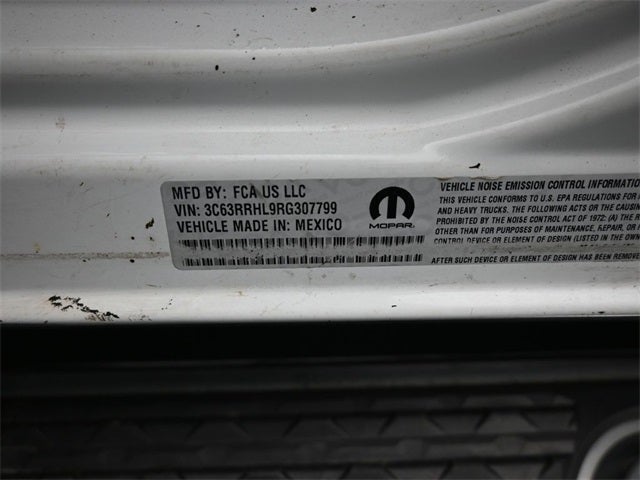 MFD BY: FCA US LLC
VIN: 3C63RRHL9RG307799
VEHICLE MADE IN: MEXICO
MOPAR
VEHICLE NOISE EMISSION CONTROL INFORMATION
THIS VEHICLE CONFORMS TO U.S. EPA REGULATIONS FOR
AND HEAVY TRUCKS. THE FOLLOWING ACTS OR THE CAUSIN
PROHIBITED BY THE NOISE CONTROL ACT OF 1972: (A) THE
THAN FOR PURPOSES OF MAINTENANCE, REPAIR, OR
CONTROL DEVICE OR ELEMENT OF DESIGN (LISTED IN THE OWN
AFTER SUCH DEVICE OR ELEMENT OF DESIGN HAS BEEN REMOVE